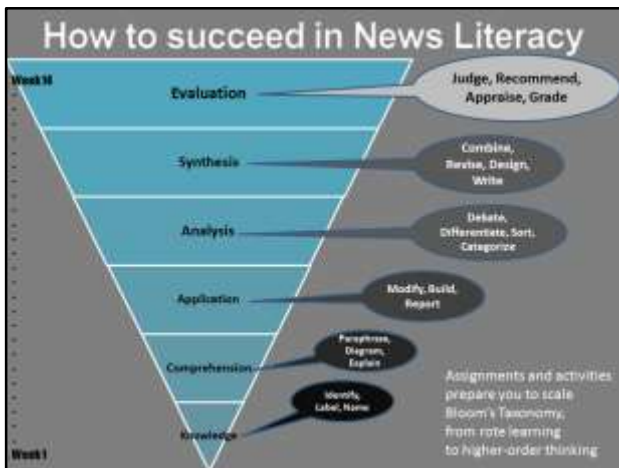 How to succeed in News Literacy
Week 14
Evaluation
Judge, Recommend,
Appraise, Grade
Synthesis
Combine,
Revise, Design,
Write
Analysis
Debate,
Differentiate, Sort,
Categorize
Application
Modify, Build,
Report
Comprehension
Paraphrase,
Diagram,
Explain
Knowledge
Identify,
Label, Name
Assignments and activities
prepare you to scale
Bloom's Taxonomy,
from rote learning
to higher-order thinking
Week 1